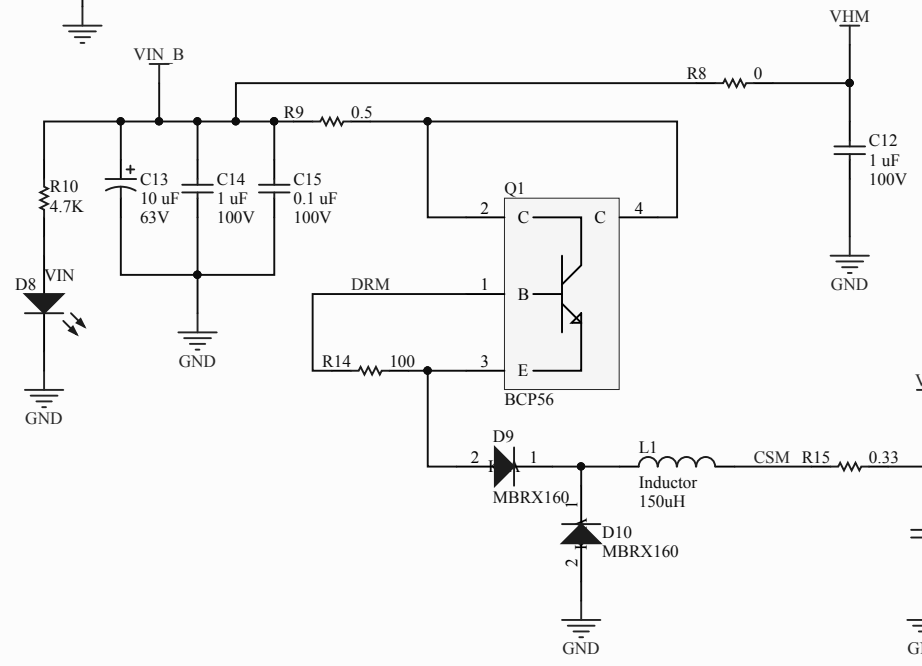 VHM
VIN_B
R8 0
R9 0.5
C12
1 uF
100V
R10
4.7K
C13
10 uF
63V
C14
1 uF
100V
C15
0.1 uF
100V
Q1
2 C C 4
VIN
D8
DRM 1 B
GND
GND
R14 100 3 E
BCP56
GND
D9
2 1
MBRX160
L1
Inductor
150uH
CSM R15 0.33
1
D10
MBRX160
2
GND